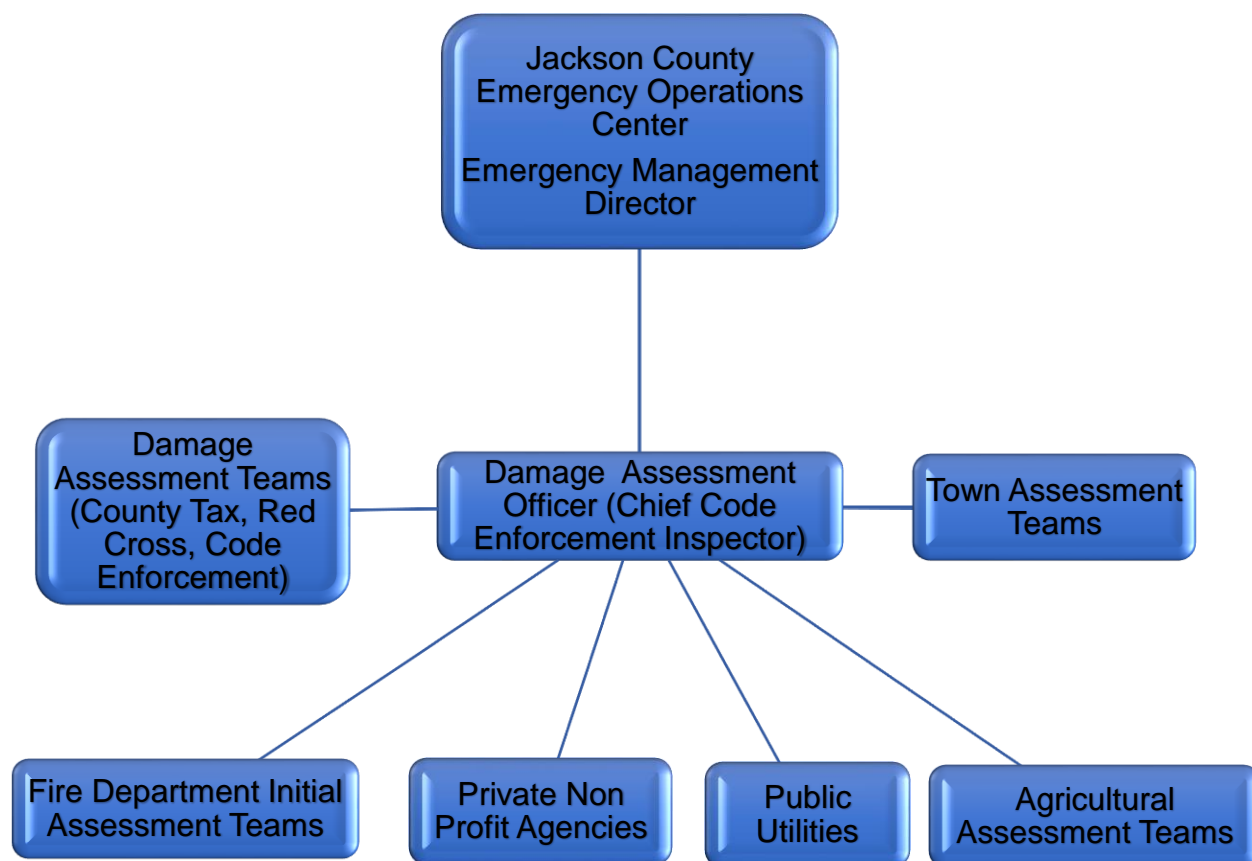 Jackson County
Emergency Operations
Center
Emergency Management
Director
Damage
Assessment Teams
(County Tax, Red
Cross, Code
Enforcement)
Damage  Assessment
Officer (Chief Code
Enforcement Inspector)
Town Assessment
Teams
Fire Department Initial
Assessment Teams
Private Non
Profit Agencies
Public
Utilities
Agricultural
Assessment Teams